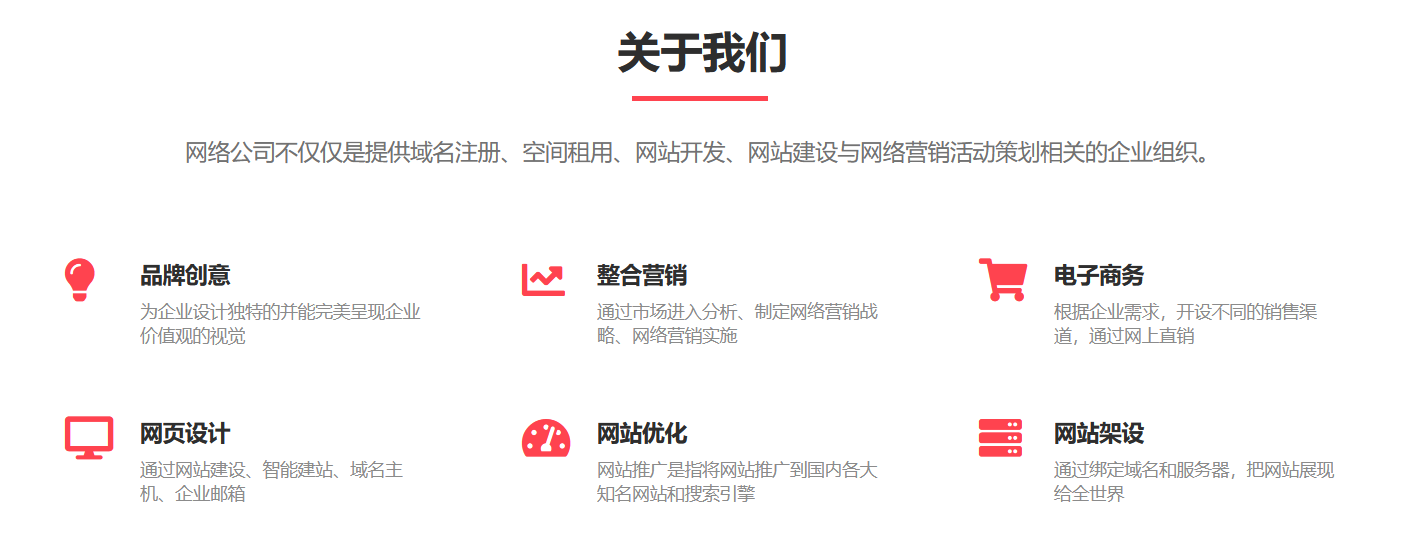 关于我们
网络公司不仅仅是提供域名注册、空间租用、网站开发、网站建设与网络营销活动策划相关的企业组织。
品牌创意
为企业设计独特的并能完美呈现企业
价值观的视觉
整合营销
通过市场进入分析、制定网络营销战
略、网络营销实施
电子商务
根据企业需求，开设不同的销售渠
道，通过网上直销
网页设计
通过网站建设、智能建站、域名主
机、企业邮箱
网站优化
网站推广是指将网站推广到国内各大
知名网站和搜索引擎
网站架设
通过绑定域名和服务器，把网站展现
给全世界